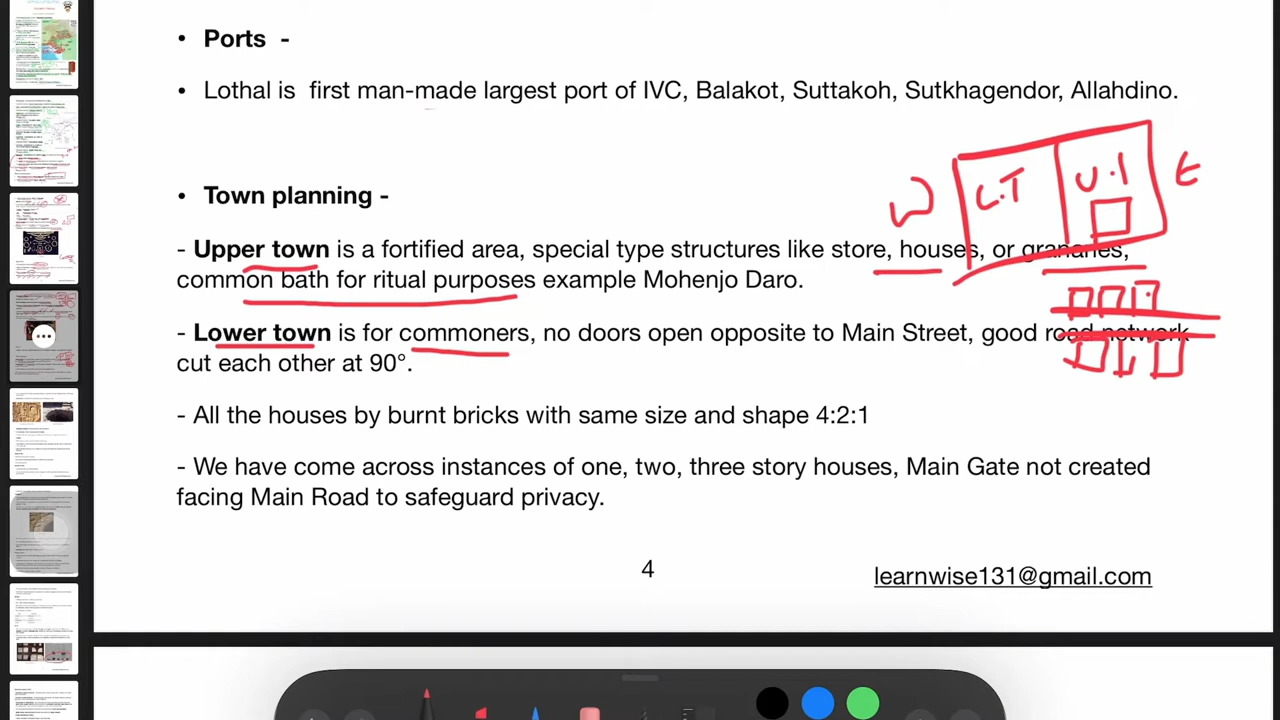 • Ports -
• Lothal is first man-made largest port of IVC, Balakot, Suttakoh, Sutkhagendor, Allahdino.
• Town planning -
W L.T U.T E
- Upper town is a fortified area, special type structures like store, houses, or granaries,
common bath for ritual purposes example Mohenjo Daro.
- Lower town is for commaners, no doors open opposite to Main Street, good road network
cut each other at 90°.
- All the houses by burnt bricks with same size and shape 4:2:1
- We have come across instances of one, two, three story houses, Main Gate not created
facing Main Road to safeguard privacy.
4
learnwise131@gmail.com